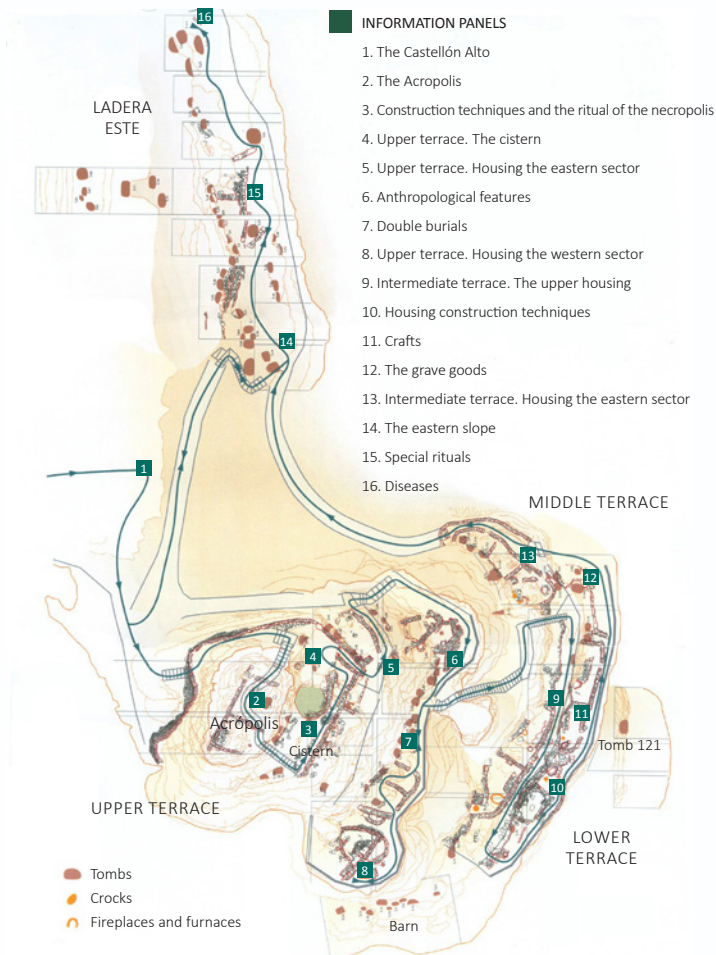 16
INFORMATION PANELS
1. The Castellón Alto
2. The Acropolis
3. Construction techniques and the ritual of the necropolis
4. Upper terrace. The cistern
5. Upper terrace. Housing the eastern sector
6. Anthropological features
7. Double burials
8. Upper terrace. Housing the western sector
9. Intermediate terrace. The upper housing
10. Housing construction techniques
11. Crafts
12. The grave goods
13. Intermediate terrace. Housing the eastern sector
14. The eastern slope
15. Special rituals
16. Diseases
LADERA
ESTE
15
14
1
MIDDLE TERRACE
13
12
4
5
6
2
Acrópolis
3
Cistern
7
9
11
Tomb 121
10
UPPER TERRACE
LOWER
TERRACE
8
Tombs
Crocks
Fireplaces and furnaces
Barn